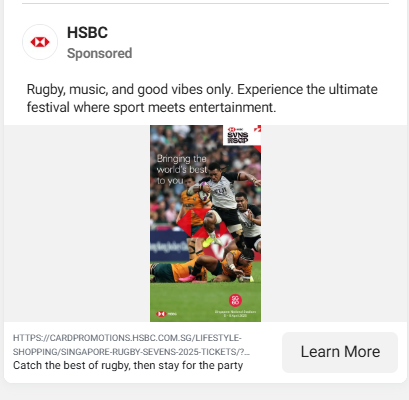 HSBC
Sponsored
Rugby, music, and good vibes only. Experience the ultimate
festival where sport meets entertainment.
HSBC
SVNS
SGP
Bringing the
world's best
to you
HSBC
HTTPS://CARDPROMOTIONS.HSBC.COM.SG/LIFESTYLE-
SHOPPING/SINGAPORE-RUGBY-SEVENS-2025-TICKETS/?...
Catch the best of rugby, then stay for the party
Learn More